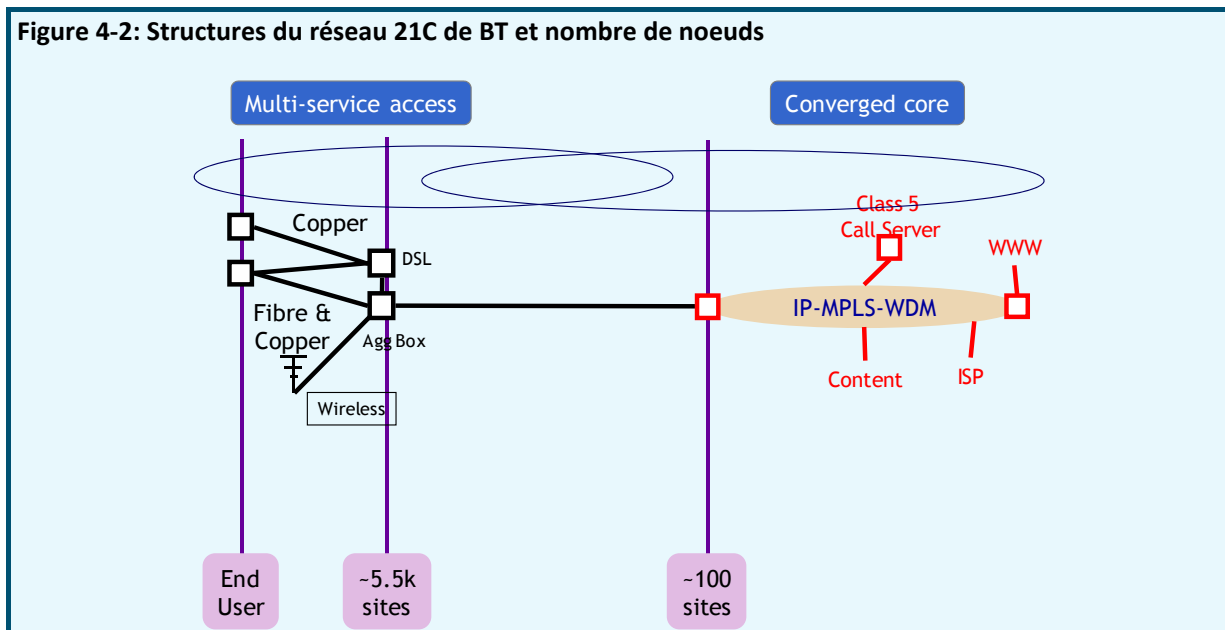 Figure 4-2: Structures du réseau 21C de BT et nombre de noeuds
Multi-service access
Converged core
Copper
DSL
Fibre &
Copper
Agg Box
Wireless
Class 5
Call Server
WWW
IP-MPLS-WDM
Content
ISP
End
User
~5.5k
sites
~100
sites